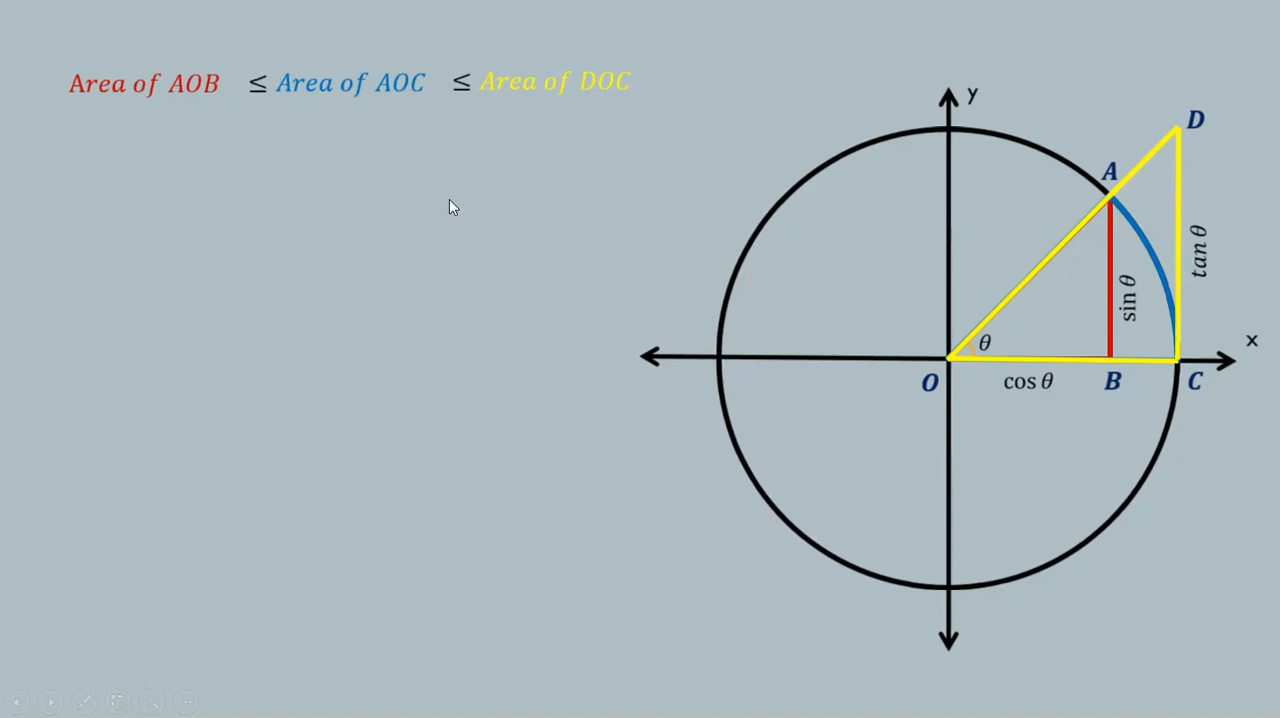 Area of AOB ≤ Area of AOC ≤ Area of DOC
y
D
A
tan θ
sin θ
θ
x
O
cos θ
B
C